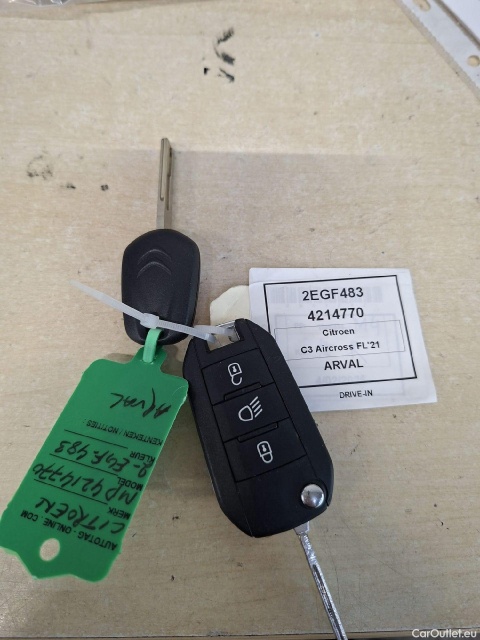 2EGF483
4214770
Citroen
C3 Aircross FL'21
ARVAL
DRIVE-IN
AUTOTAG - ONLINE . COM
MERK
CITROEN
MODEL
KLEUR
KENTEKEN / NOTITIES
ARVAL
CarOutlet.eu